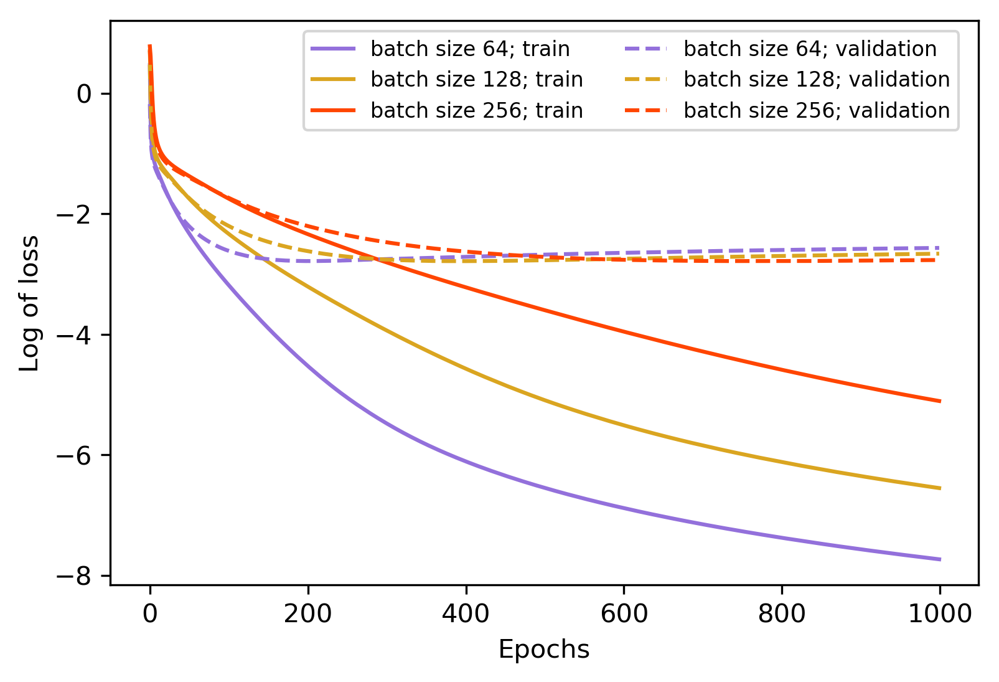 batch size 64; train
batch size 128; train
batch size 256; train
batch size 64; validation
batch size 128; validation
batch size 256; validation
Log of loss
0
−2
−4
−6
−8
0 200 400 600 800 1000
Epochs